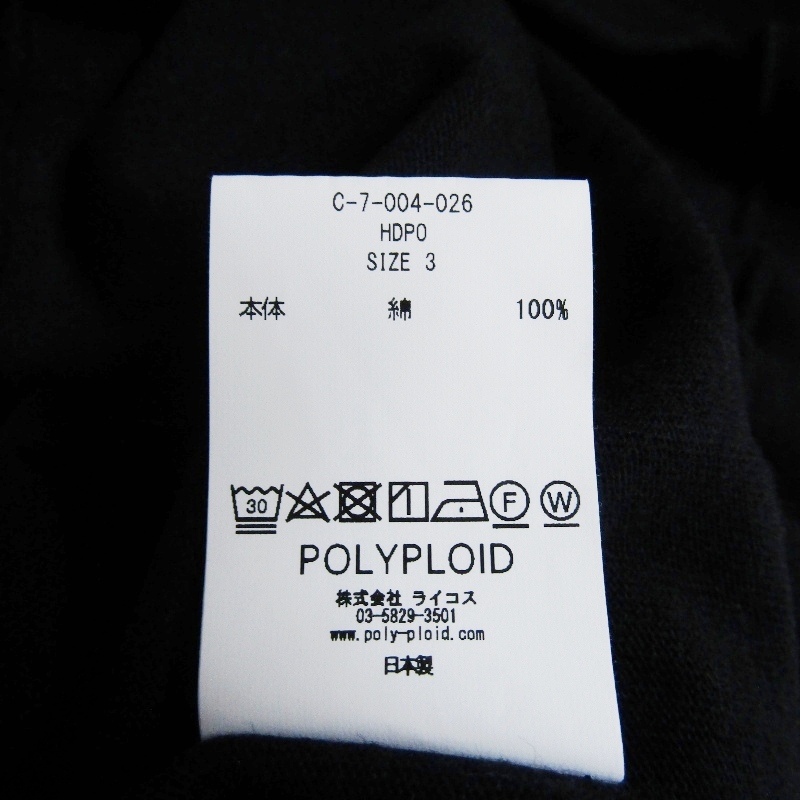 C-7-004-026
HDPO
SIZE 3
本体 綿 100%
30 F W
POLYPLOID
株式会社 ライコス
03-5829-3501
www.poly-ploid.com
日本製